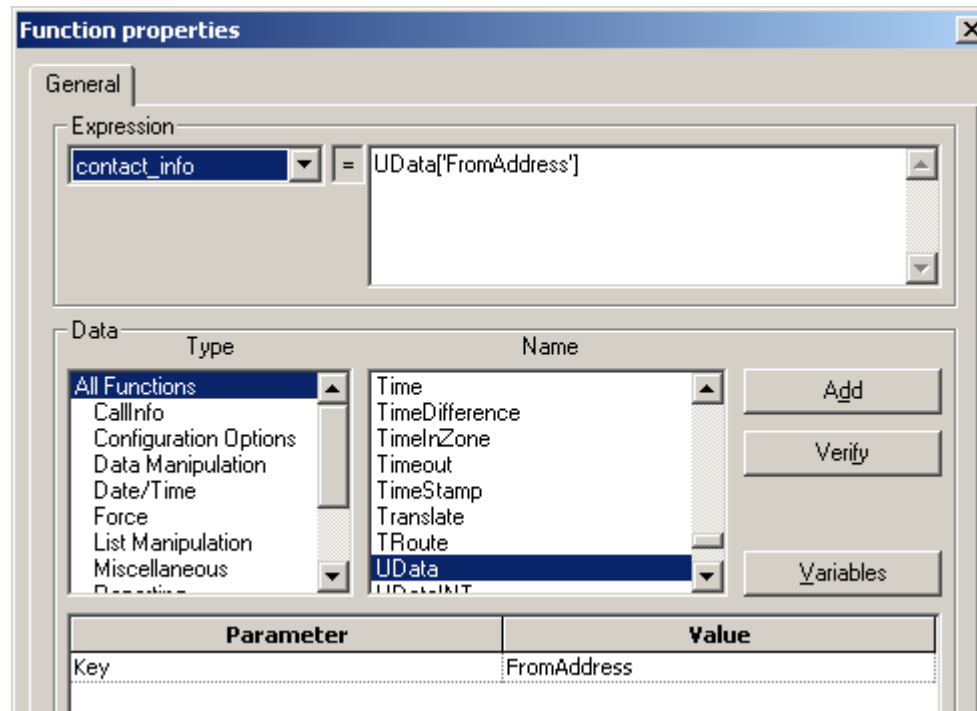 Function properties
General
Expression
contact_info = UData['FromAddress']
Data
Type Name
All Functions
CallInfo
Configuration Options
Data Manipulation
Date/Time
Force
List Manipulation
Miscellaneous
Time
TimeDifference
TimeInZone
Timeout
TimeStamp
Translate
TRoute
UData
Add
Verify
Variables
Parameter Value
Key FromAddress